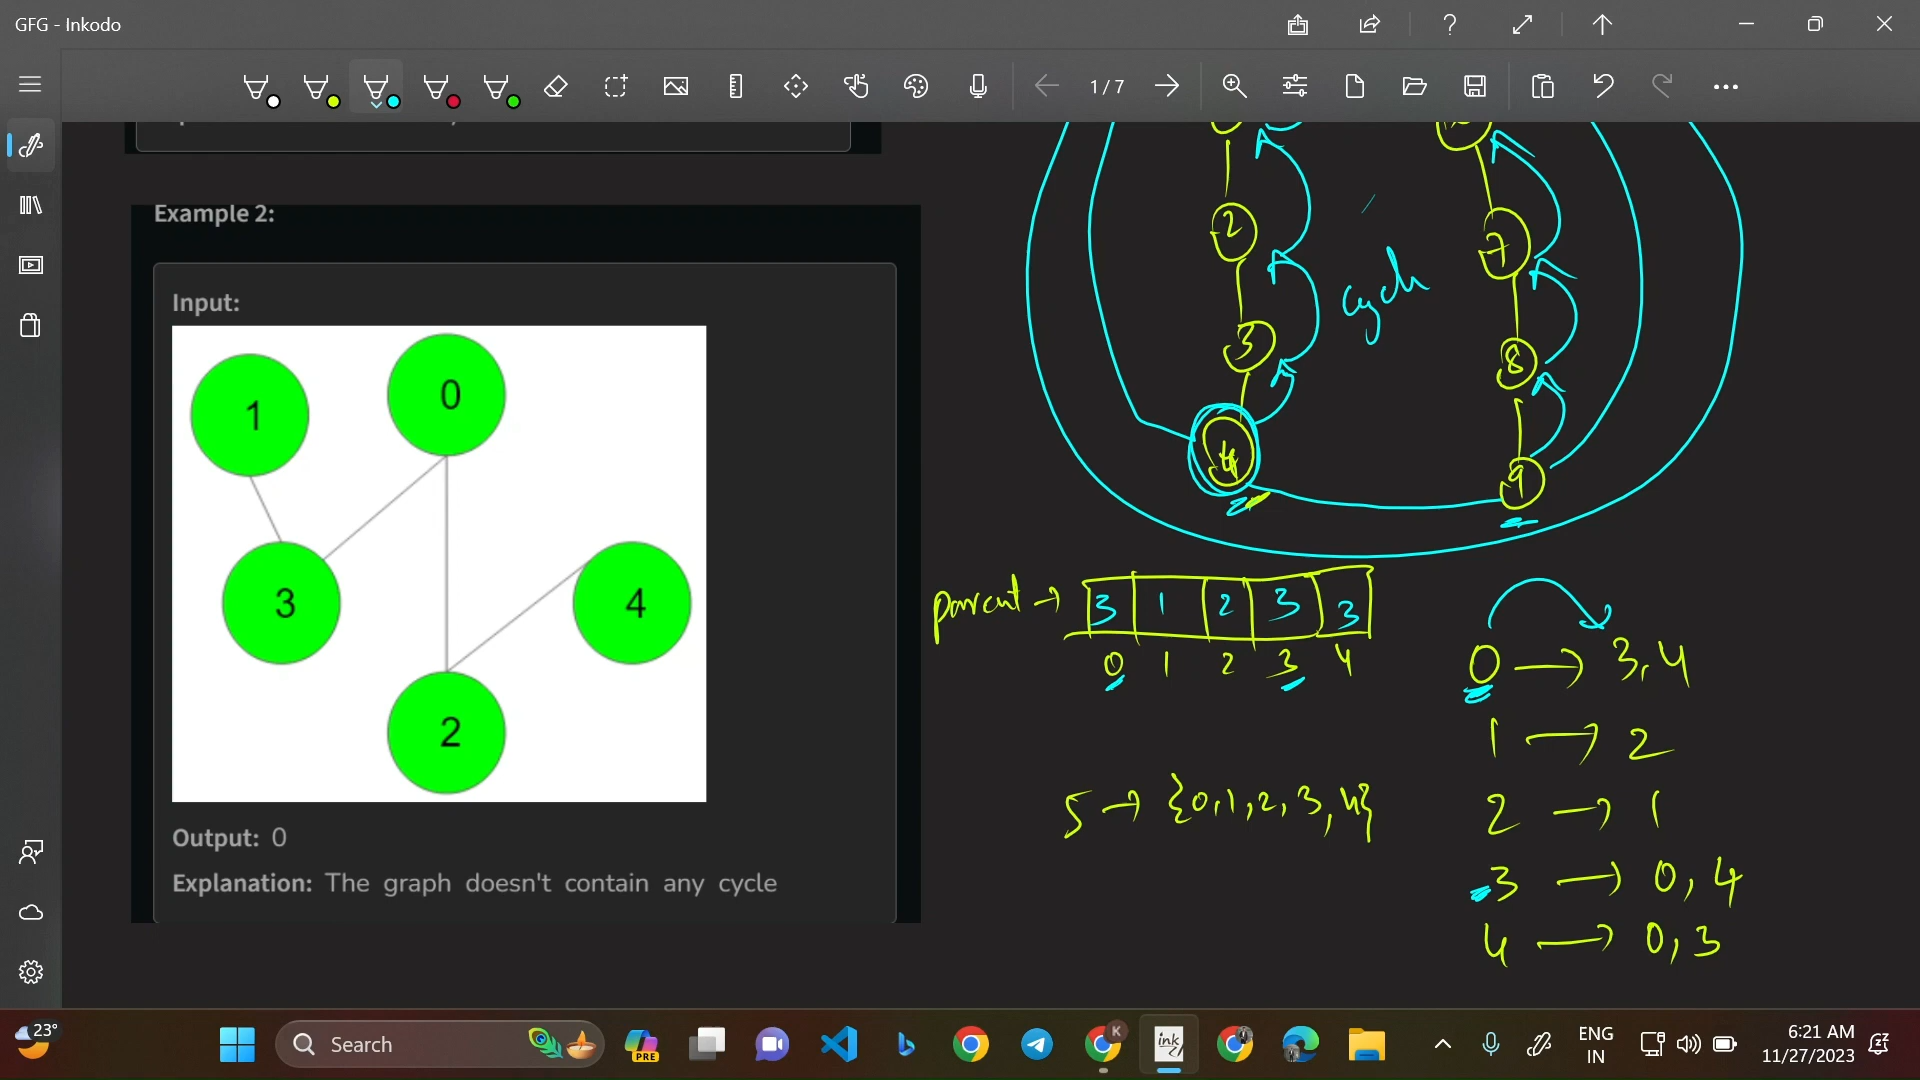 GFG - Inkodo
1 / 7
Example 2:
Input:
1
0
3
4
2
Output: 0
Explanation: The graph doesn't contain any cycle
2
3
4
7
8
9
cycle
parent → 3 1 2 3 3
0 1 2 3 4
5 → {0,1,2,3,4}
0 → 3,4
1 → 2
2 → 1
3 → 0,4
4 → 0,3
23°
Search
PRE
K
ink
ENG
IN
6:21 AM
11/27/2023